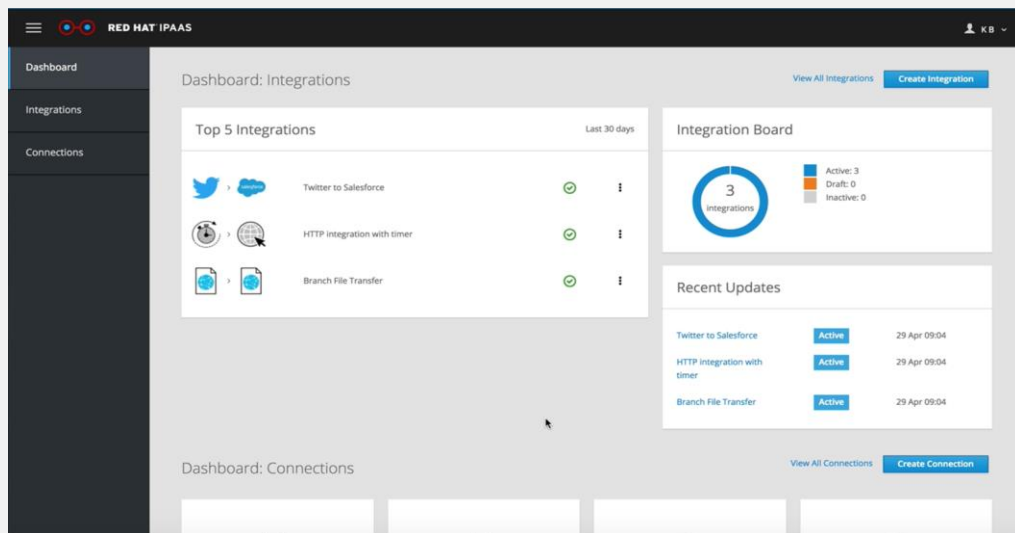 RED HAT IPAAS
KB
Dashboard
Integrations
Connections
Dashboard: Integrations
View All Integrations
Create Integration
Top 5 Integrations
Last 30 days
Twitter to Salesforce
HTTP integration with timer
Branch File Transfer
Integration Board
3
integrations
Active: 3
Draft: 0
Inactive: 0
Recent Updates
Twitter to Salesforce Active 29 Apr 09:04
HTTP integration with Active 29 Apr 09:04
timer
Branch File Transfer Active 29 Apr 09:04
Dashboard: Connections
View All Connections
Create Connection